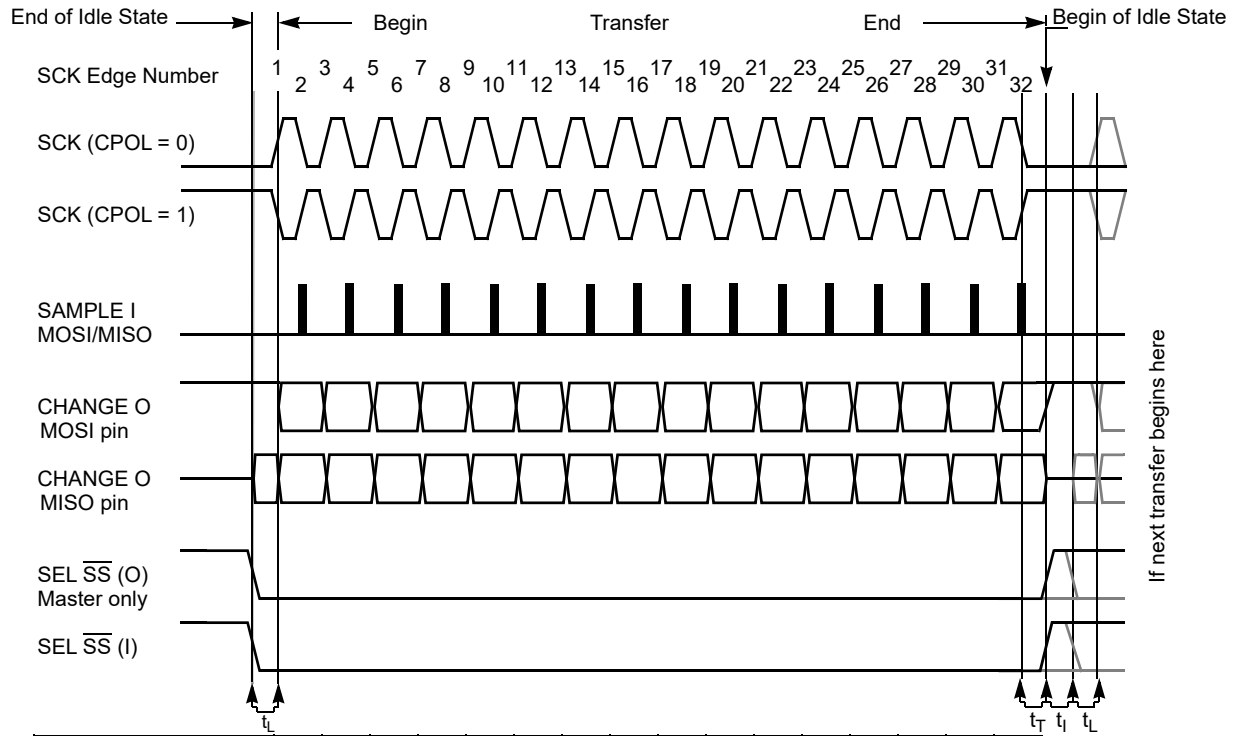 End of Idle State
Begin
Transfer
End
Begin of Idle State
SCK Edge Number
1 3 5 7 9 11 13 15 17 19 21 23 25 27 29 31
2 4 6 8 10 12 14 16 18 20 22 24 26 28 30 32
SCK (CPOL = 0)
SCK (CPOL = 1)
SAMPLE I
MOSI/MISO
CHANGE O
MOSI pin
CHANGE O
MISO pin
SEL SS (O)
Master only
SEL SS (I)
tL
tT tI tL
If next transfer begins here